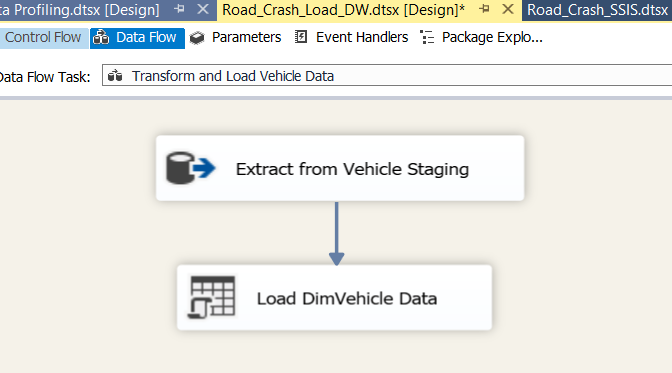 ta Profiling.dtsx [Design] Road_Crash_Load_DW.dtsx [Design]* Road_Crash_SSIS.dtsx
Control Flow Data Flow Parameters Event Handlers Package Explo...
Data Flow Task: Transform and Load Vehicle Data
Extract from Vehicle Staging
Load DimVehicle Data